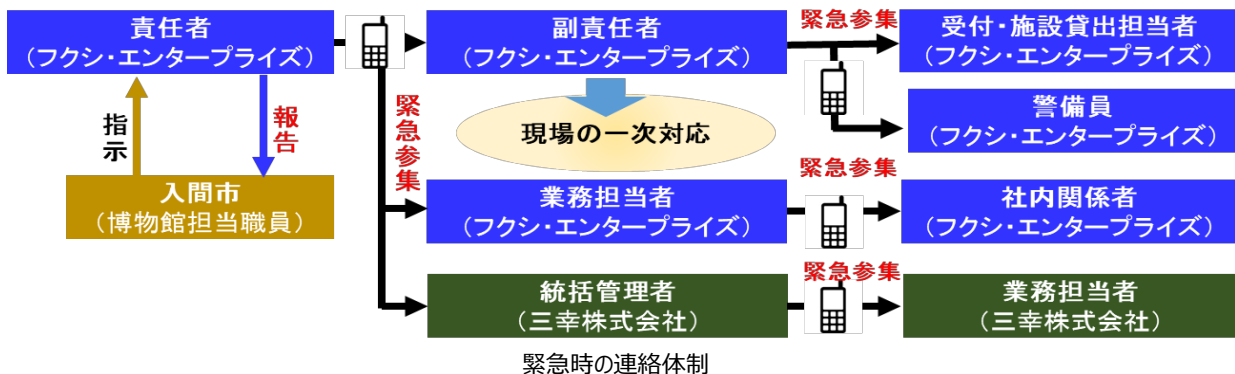 責任者
(フクシ・エンタープライズ)
副責任者
(フクシ・エンタープライズ)
緊急参集
受付・施設貸出担当者
(フクシ・エンタープライズ)
警備員
(フクシ・エンタープライズ)
現場の一次対応
指示
報告
緊急参集
入間市
(博物館担当職員)
業務担当者
(フクシ・エンタープライズ)
緊急参集
社内関係者
(フクシ・エンタープライズ)
統括管理者
(三幸株式会社)
緊急参集
業務担当者
(三幸株式会社)
緊急時の連絡体制